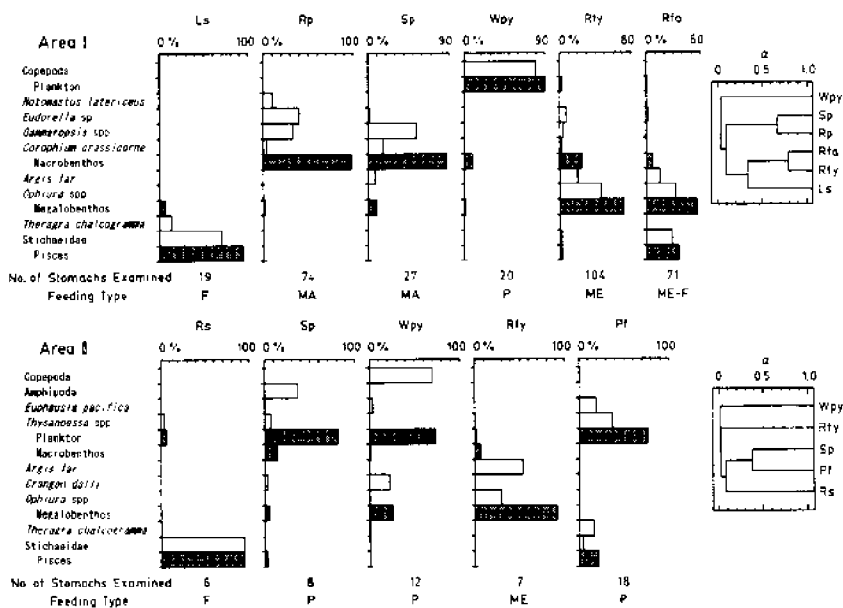 Ls Rp Sp Wpy Rfy Rfa
Area I 0 % 100 0 % 100 0 % 100 0 % 90 0 % 80 0 % 60
α
0 0.5 1.0
Copepoda
Plankton
Notomastus latericeus
Eudorella sp
Gammaropsis spp
Corophium crassicorne
Macrobenthos
Argis lar
Ophiura spp
Megalobenthos
Theragra chalcogramma
Stichaeidae
Pisces
Wpy
Sp
Rp
Rfa
Rfy
Ls
No. of Stomachs Examined 19 74 27 20 104 71
Feeding Type F MA MA P ME ME-F
Rs Sp Wpy Rfy Pf
Area II 0 % 100 0 % 100 0 % 100 0 % 100 0 % 100
α
0 0.5 1.0
Copepoda
Amphipoda
Euphausia pacifica
Thysanoessa spp
Plankton
Macrobenthos
Argis lar
Crangon dalli
Ophiura spp
Megalobenthos
Theragra chalcogramma
Stichaeidae
Pisces
Wpy
Rfy
Sp
Pf
Rs
No. of Stomachs Examined 6 8 12 7 18
Feeding Type F P P ME P